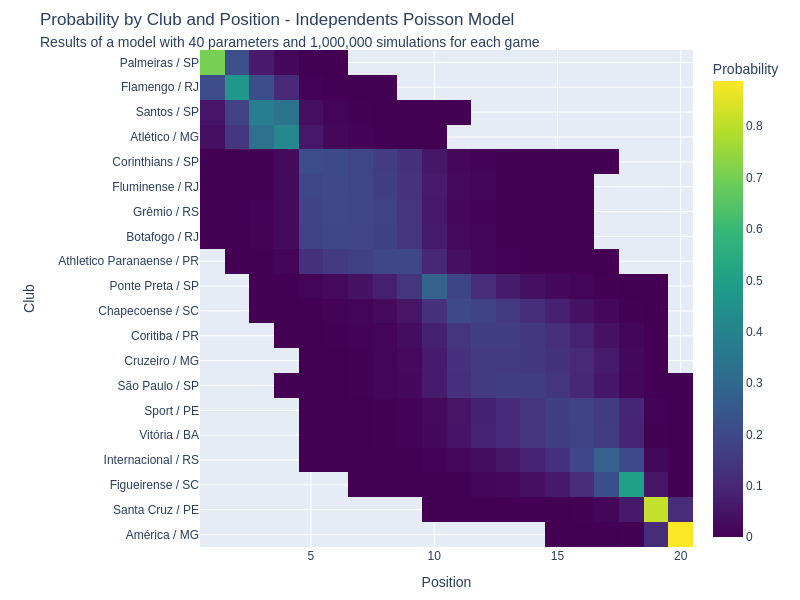 Probability by Club and Position - Independents Poisson Model
Results of a model with 40 parameters and 1,000,000 simulations for each game
Probability
Palmeiras / SP
Flamengo / RJ
Santos / SP
Atlético / MG
Corinthians / SP
Fluminense / RJ
Grêmio / RS
Botafogo / RJ
Athletico Paranaense / PR
Ponte Preta / SP
Chapecoense / SC
Coritiba / PR
Cruzeiro / MG
São Paulo / SP
Sport / PE
Vitória / BA
Internacional / RS
Figueirense / SC
Santa Cruz / PE
América / MG
Club
0.8
0.7
0.6
0.5
0.4
0.3
0.2
0.1
0
5
10
15
20
Position